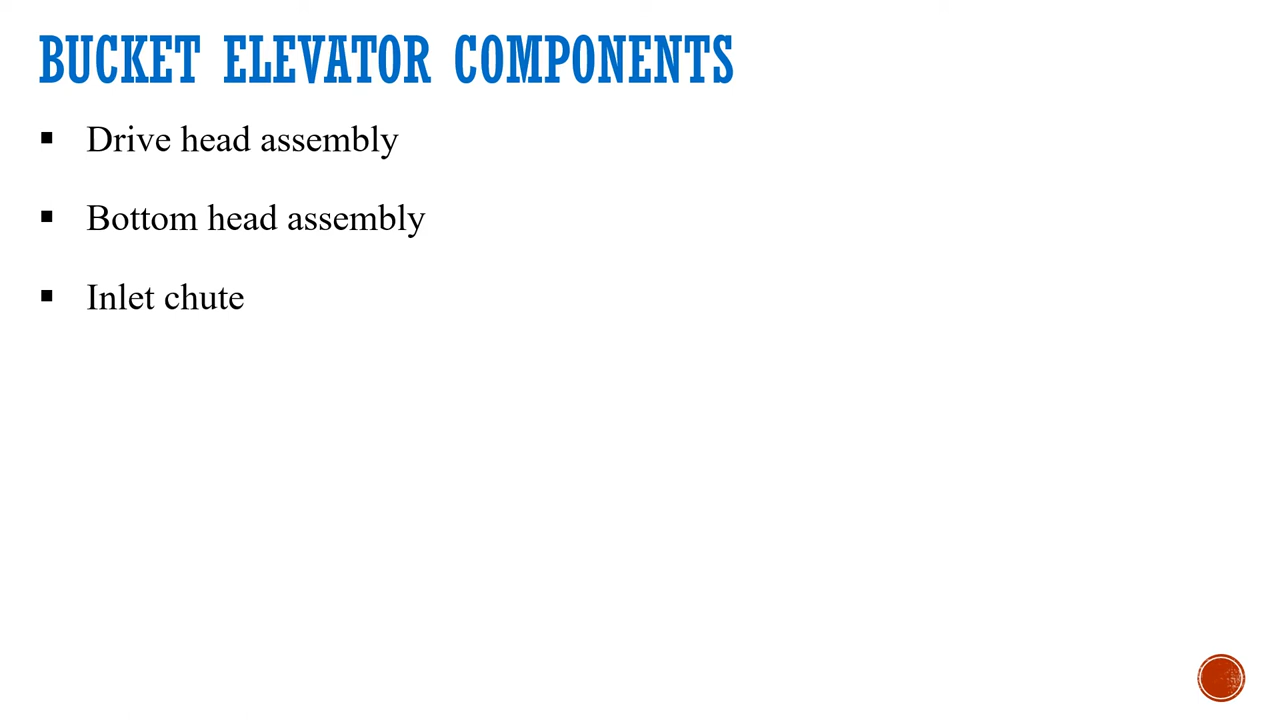 BUCKET ELEVATOR COMPONENTS
▪ Drive head assembly
▪ Bottom head assembly
▪ Inlet chute